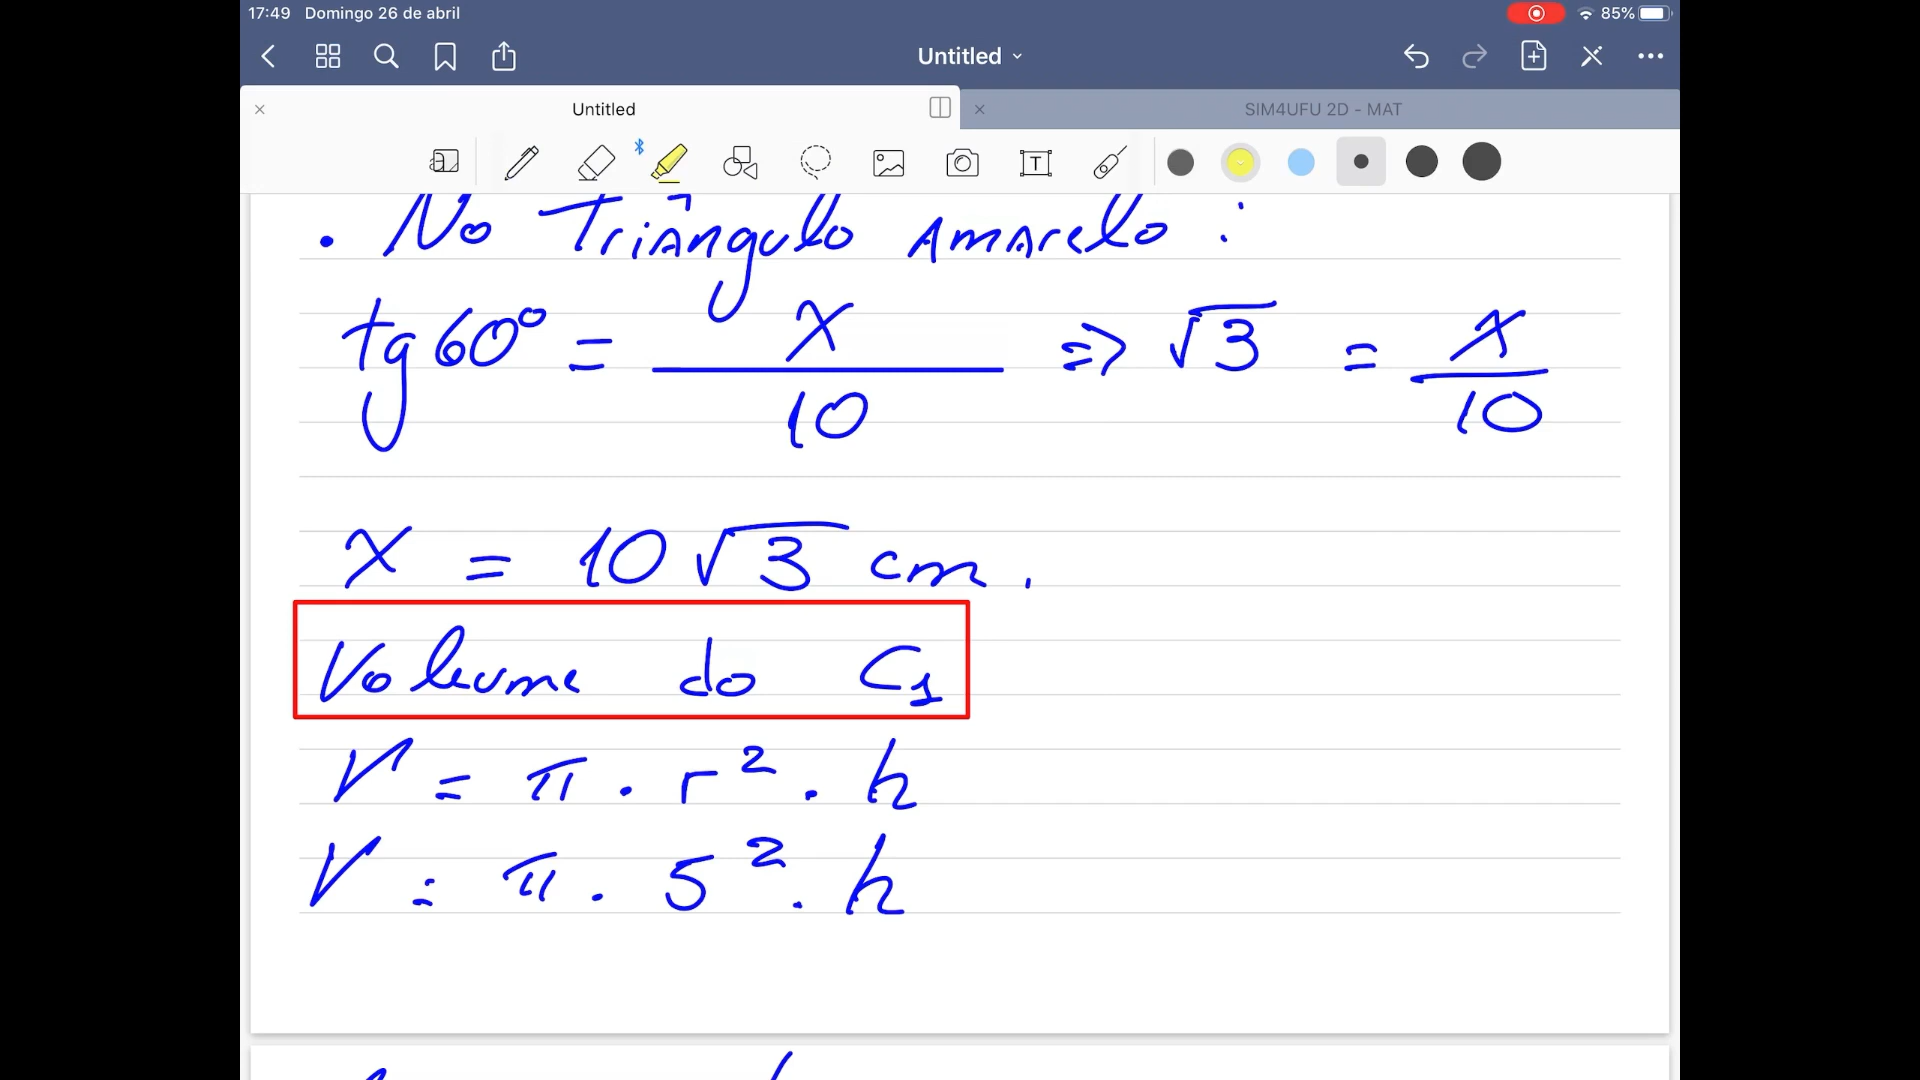 17:49 Domingo 26 de abril
85%
Untitled
Untitled
SIM4UFU 2D - MAT
• No Triângulo Amarelo :
tg 60° = x/10 => √3 = x/10
x = 10√3 cm.
Volume do C1
V = π . r² . h
V = π . 5² . h